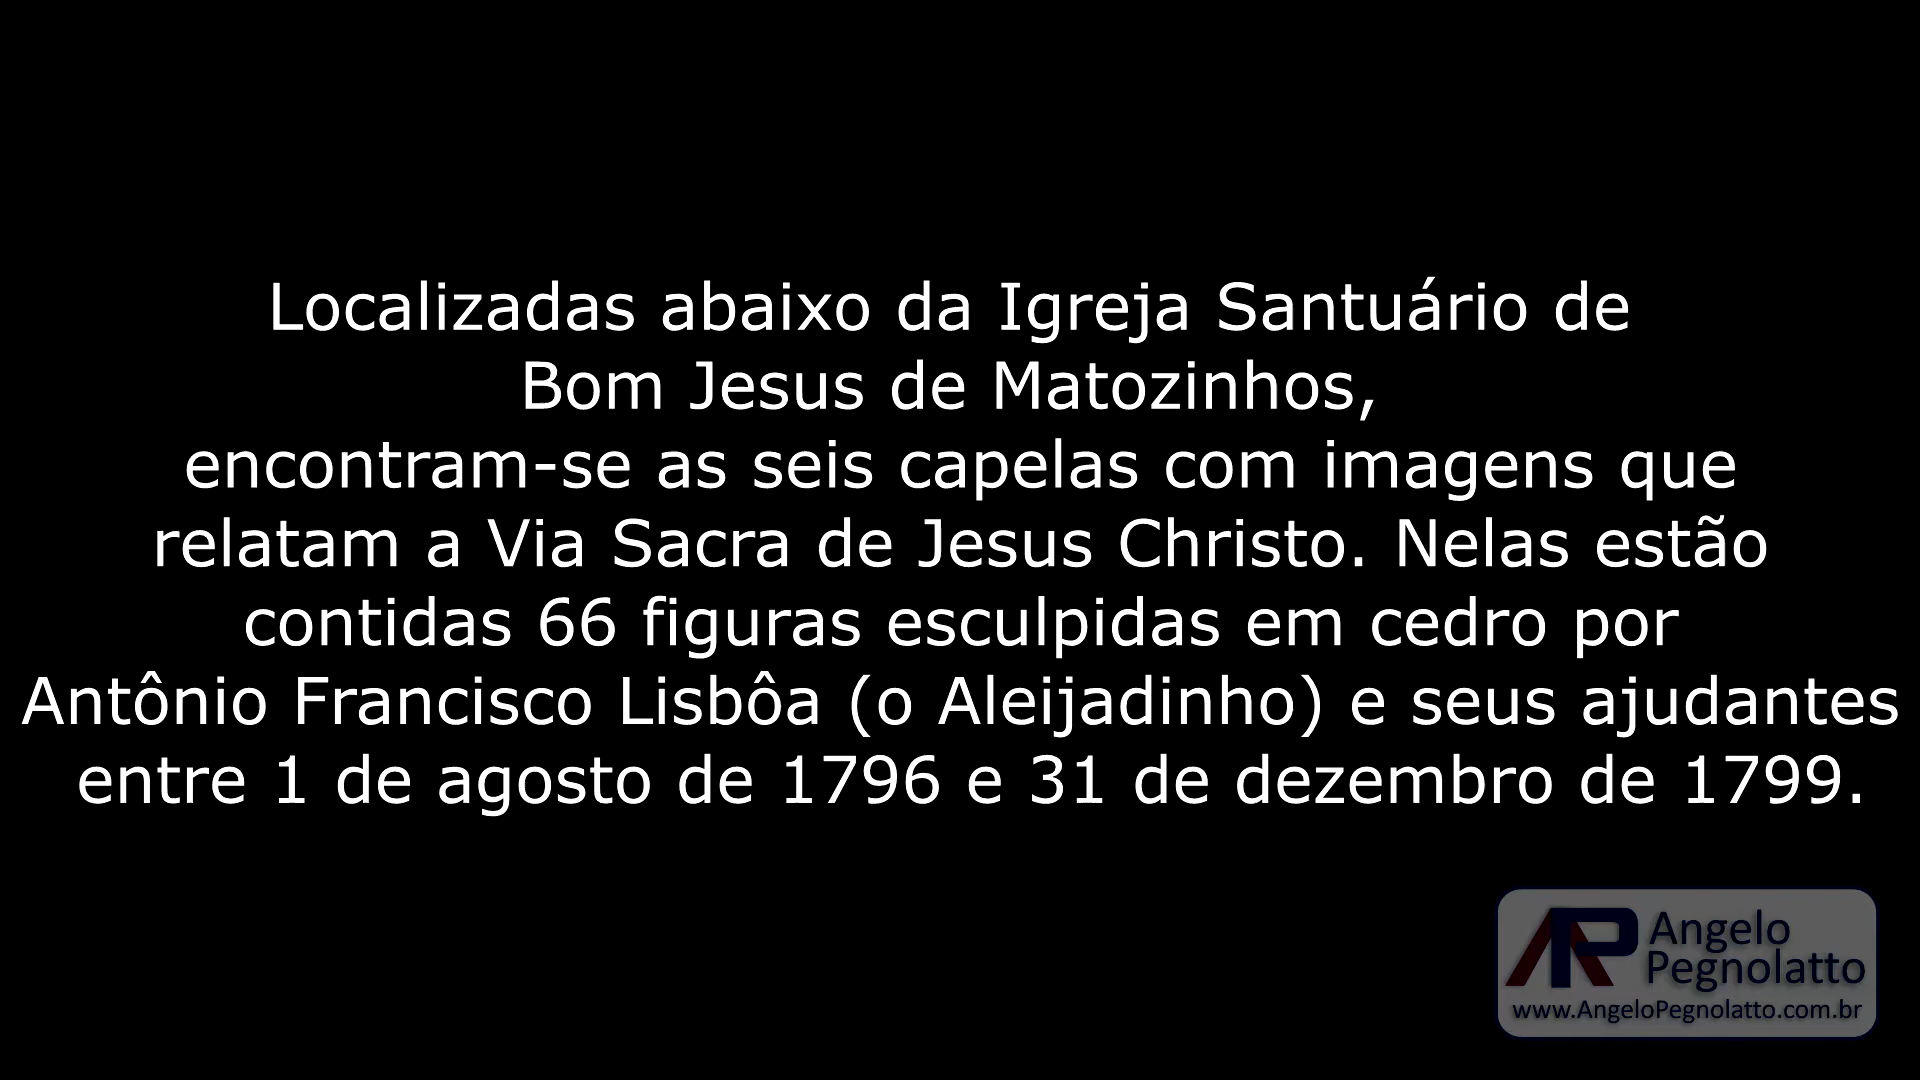 Localizadas abaixo da Igreja Santuário de
Bom Jesus de Matozinhos,
encontram-se as seis capelas com imagens que
relatam a Via Sacra de Jesus Christo. Nelas estão
contidas 66 figuras esculpidas em cedro por
Antônio Francisco Lisbôa (o Aleijadinho) e seus ajudantes
entre 1 de agosto de 1796 e 31 de dezembro de 1799.
AP Angelo
Pegnolatto
www.AngeloPegnolatto.com.br